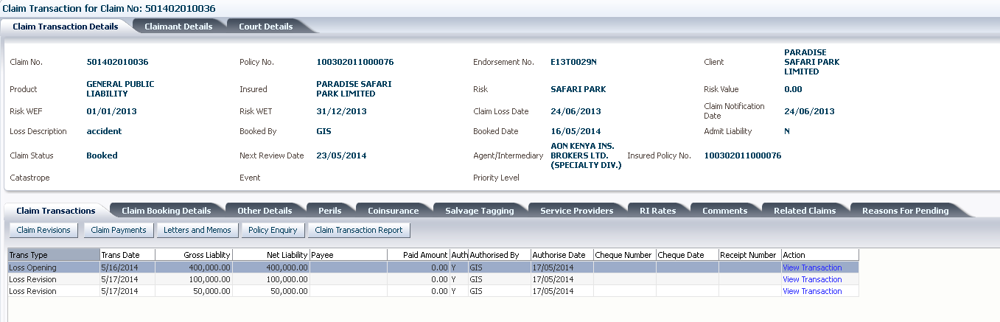 Claim Transaction for Claim No: 501402010036
Claim Transaction Details Claimant Details Court Details
Claim No. 501402010036 Policy No. 100302011000076 Endorsement No. E13T0029N Client PARADISE
SAFARI PARK
LIMITED
Product GENERAL PUBLIC
LIABILITY Insured PARADISE SAFARI
PARK LIMITED Risk SAFARI PARK Risk Value 0.00
Risk WEF 01/01/2013 Risk WET 31/12/2013 Claim Loss Date 24/06/2013 Claim Notification
Date 24/06/2013
Loss Description accident Booked By GIS Booked Date 16/05/2014 Admit Liability N
Claim Status Booked Next Review Date 23/05/2014 Agent/Intermediary AON KENYA INS.
BROKERS LTD.
(SPECIALTY DIV.) Insured Policy No. 100302011000076
Catastrope Event Priority Level
Claim Transactions Claim Booking Details Other Details Perils Coinsurance Salvage Tagging Service Providers RI Rates Comments Related Claims Reasons For Pending
Claim Revisions Claim Payments Letters and Memos Policy Enquiry Claim Transaction Report
Trans Type Trans Date Gross Liablity Net Liability Payee Paid Amount Auth Authorised By Authorise Date Cheque Number Cheque Date Receipt Number Action
Loss Opening 5/16/2014 400,000.00 400,000.00 0.00 Y GIS 17/05/2014 View Transaction
Loss Revision 5/17/2014 100,000.00 100,000.00 0.00 Y GIS 17/05/2014 View Transaction
Loss Revision 5/17/2014 50,000.00 50,000.00 0.00 Y GIS 17/05/2014 View Transaction